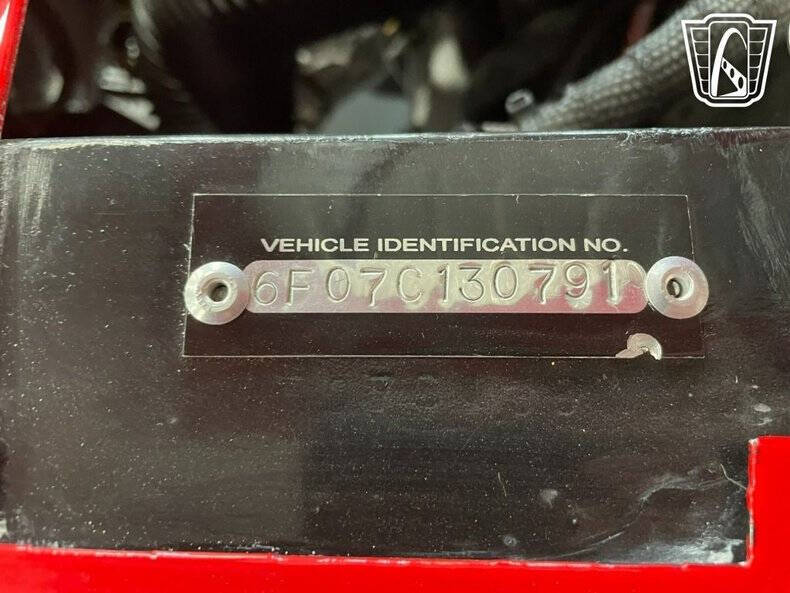 VEHICLE IDENTIFICATION NO.
6F07C130791